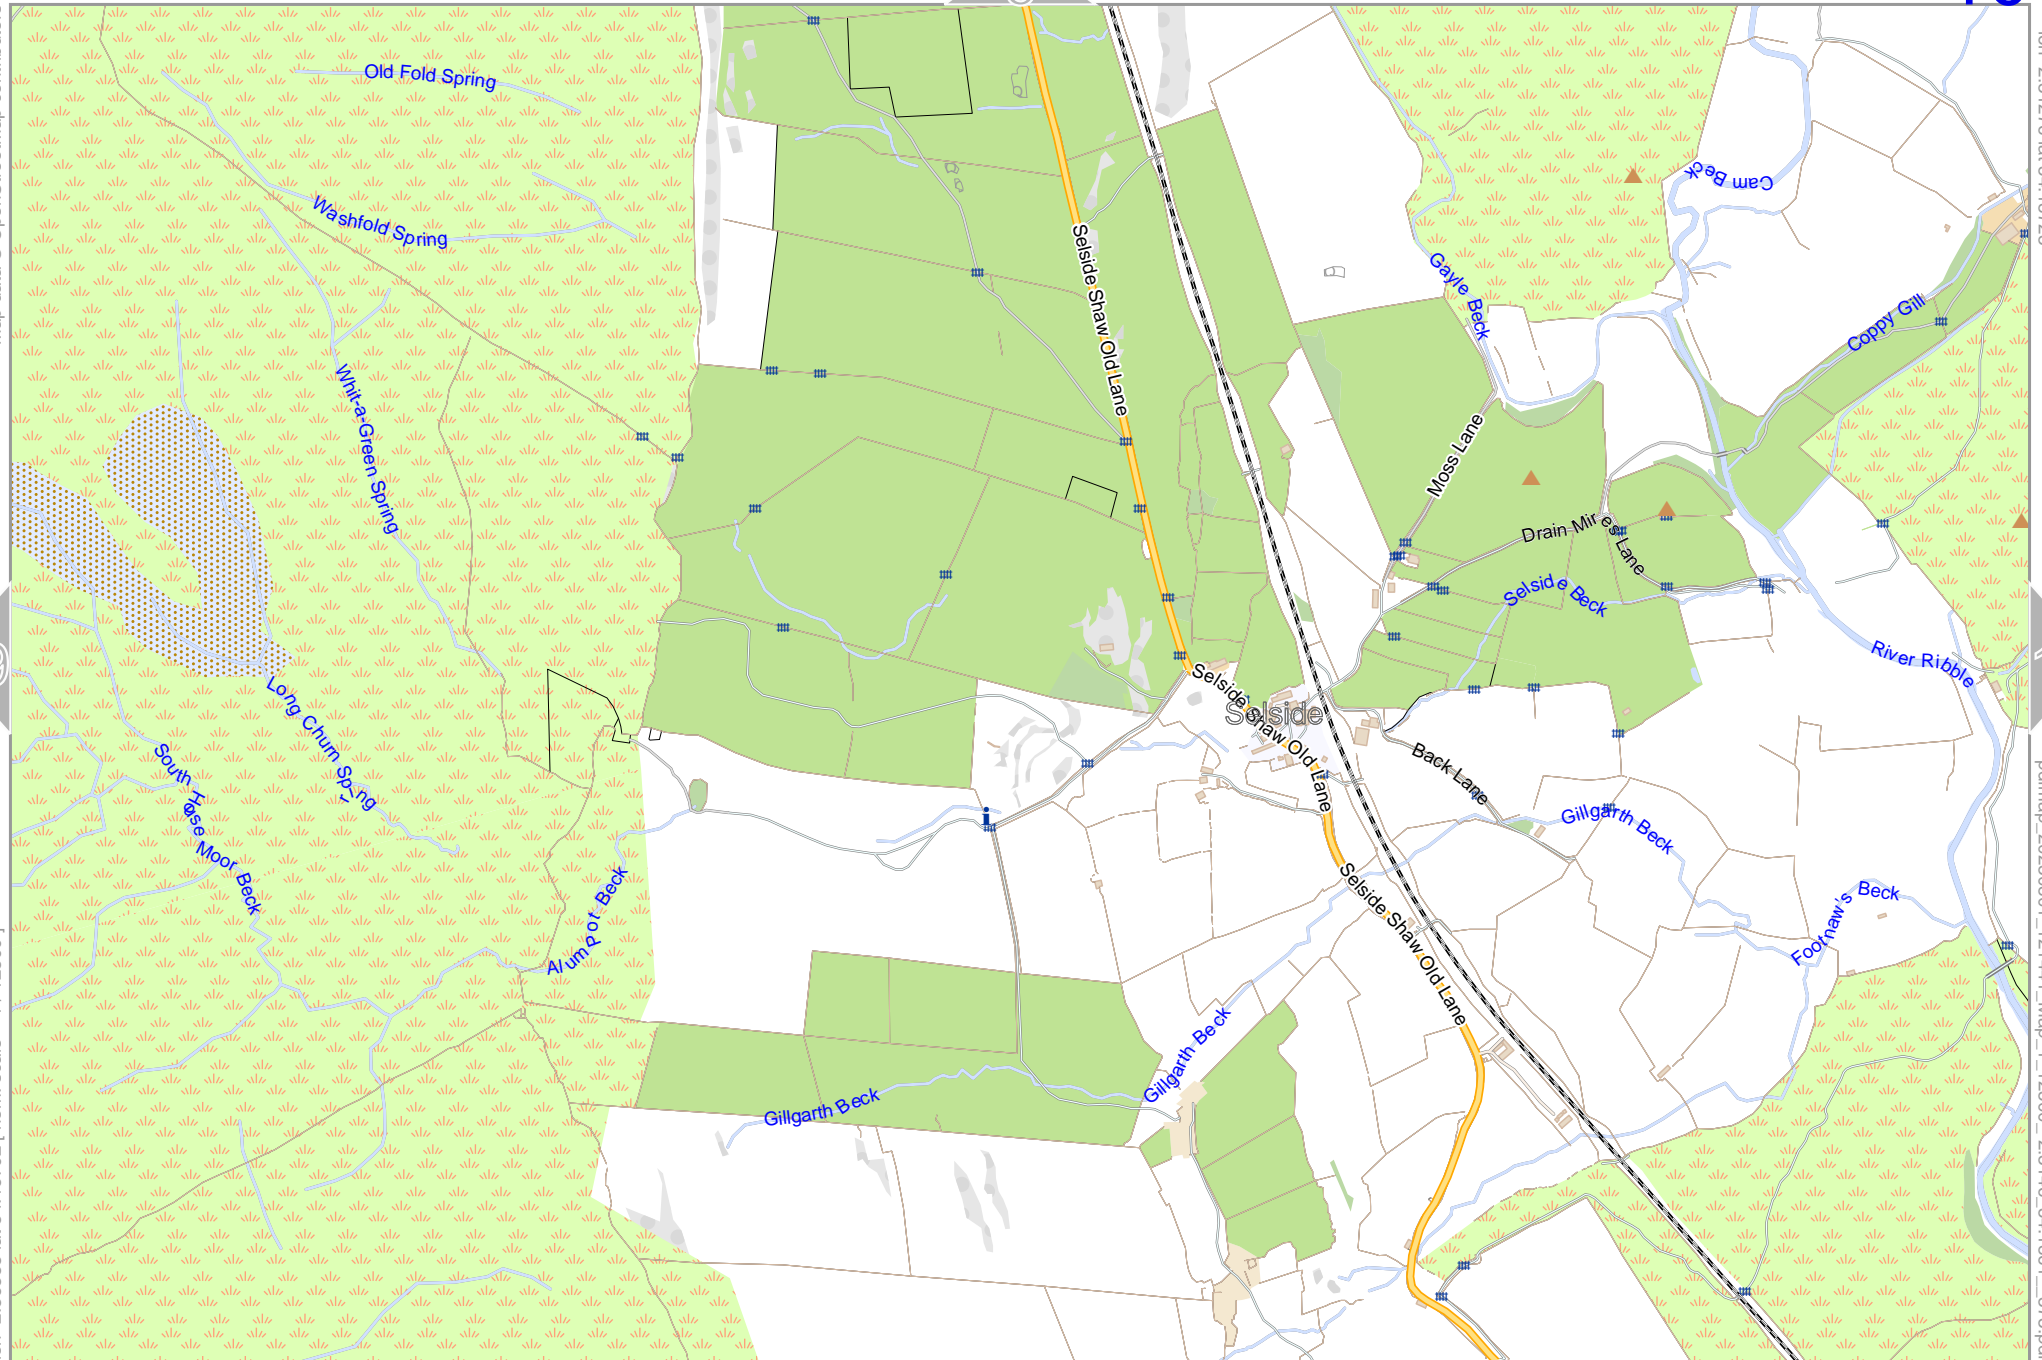 Old Fold Spring
Washfold Spring
Cam Beck
Gayle Beck
Selside Shaw Old Lane
Coppy Gill
Whit-a-Green Spring
Moss Lane
Drain Mires Lane
Selside Beck
River Ribble
Long Churn Spring
Selside Shaw Old Lane
Selside
South House Moor Beck
Back Lane
Gillgarth Beck
Alum Pot Beck
Selside Shaw Old Lane
Footnaw's Beck
Gillgarth Beck
Gillgarth Beck
i